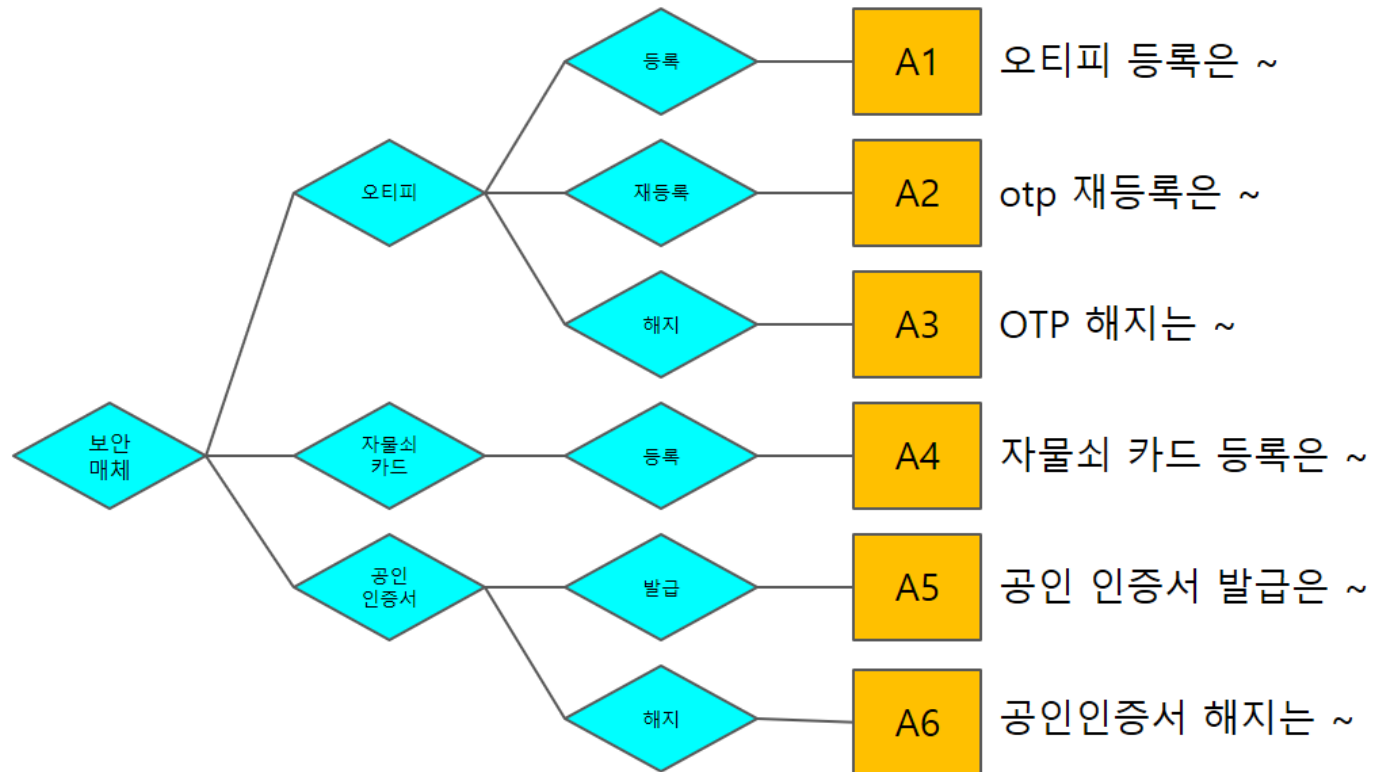 등록
A1
오티피 등록은 ~
오티피
재등록
A2
otp 재등록은 ~
해지
A3
OTP 해지는 ~
보안
매체
자물쇠
카드
등록
A4
자물쇠 카드 등록은 ~
공인
인증서
발급
A5
공인 인증서 발급은 ~
해지
A6
공인인증서 해지는 ~